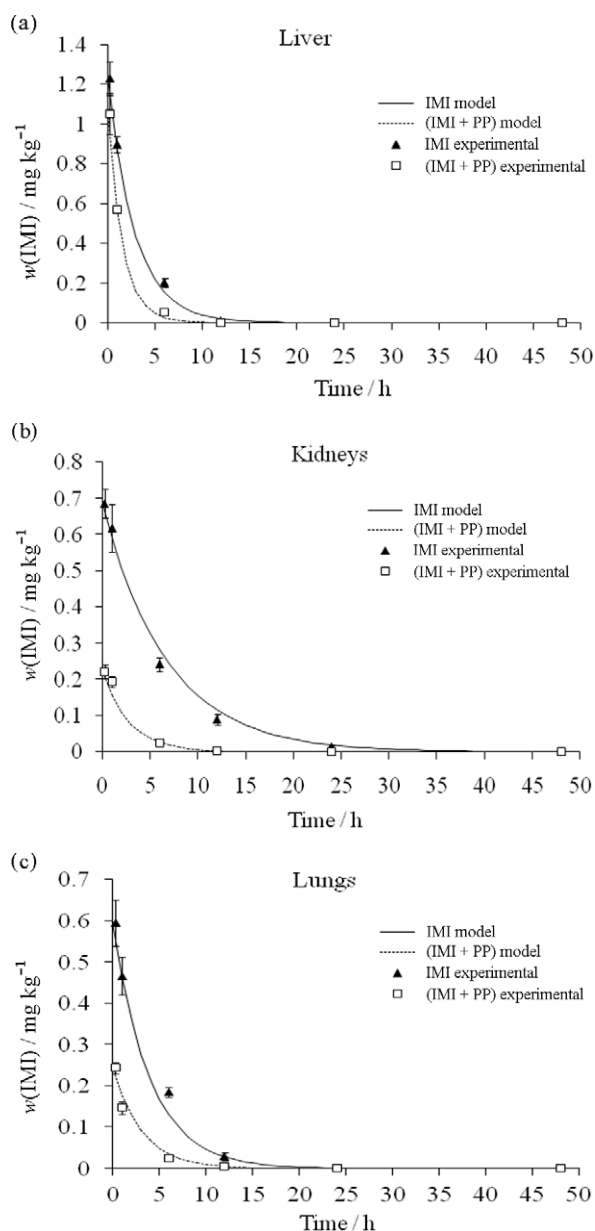 (a)
Liver
w(IMI) / mg kg⁻¹
1.4
1.2
1
0.8
0.6
0.4
0.2
0
IMI model
(IMI + PP) model
IMI experimental
(IMI + PP) experimental
0 5 10 15 20 25 30 35 40 45 50
Time / h
(b)
Kidneys
w(IMI) / mg kg⁻¹
0.8
0.7
0.6
0.5
0.4
0.3
0.2
0.1
0
IMI model
(IMI + PP) model
IMI experimental
(IMI + PP) experimental
0 5 10 15 20 25 30 35 40 45 50
Time / h
(c)
Lungs
w(IMI) / mg kg⁻¹
0.7
0.6
0.5
0.4
0.3
0.2
0.1
0
IMI model
(IMI + PP) model
IMI experimental
(IMI + PP) experimental
0 5 10 15 20 25 30 35 40 45 50
Time / h